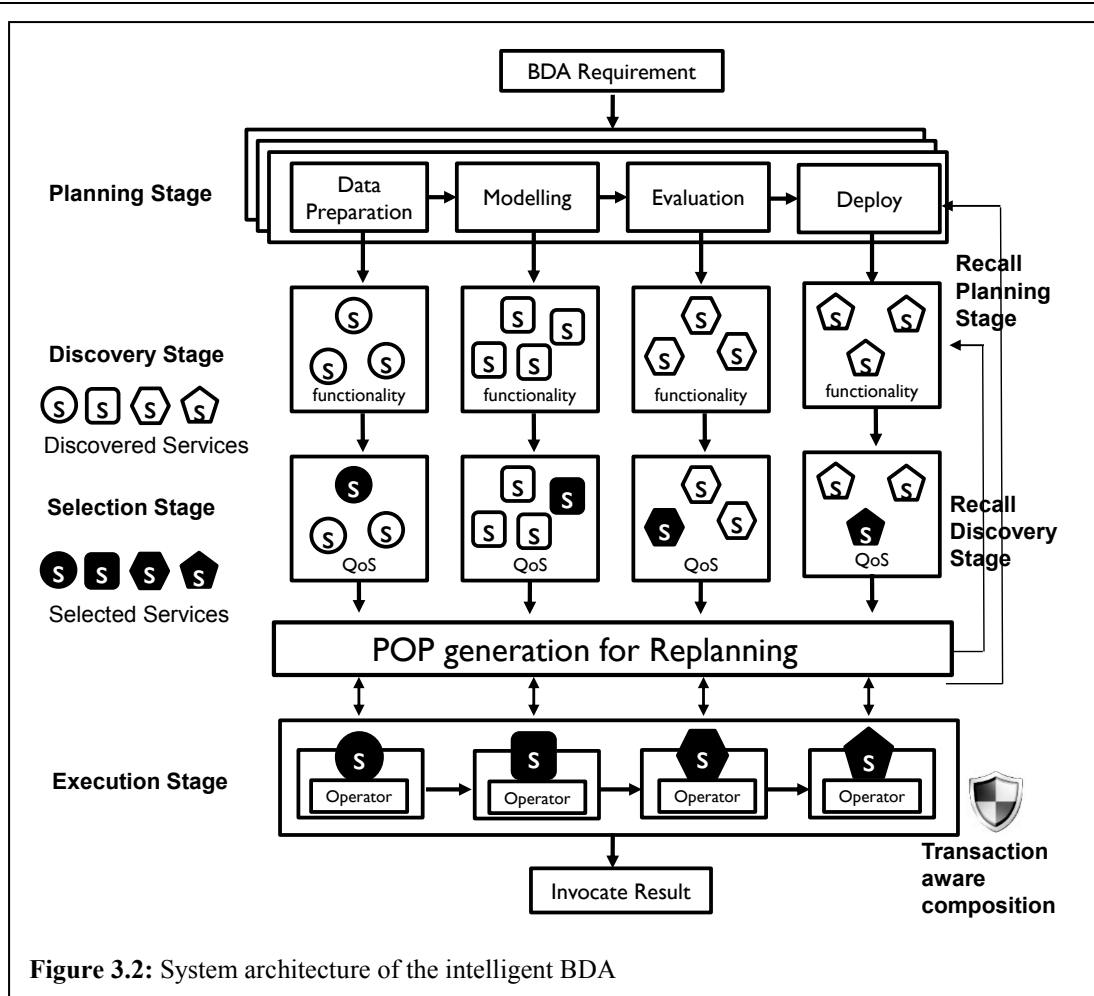 BDA Requirement
Planning Stage
Data
Preparation
Modelling
Evaluation
Deploy
Recall
Planning
Stage
Discovery Stage
S S S S
Discovered Services
S
S S
functionality
S S
S S
functionality
S
S S
functionality
S S
S
functionality
Selection Stage
S S S S
Selected Services
S
S S
QoS
S S
S S
QoS
S
S S
QoS
S S
S
QoS
Recall
Discovery
Stage
POP generation for Replanning
Execution Stage
S S S S
Operator Operator Operator Operator
Transaction
aware
composition
Invocate Result
Figure 3.2: System architecture of the intelligent BDA